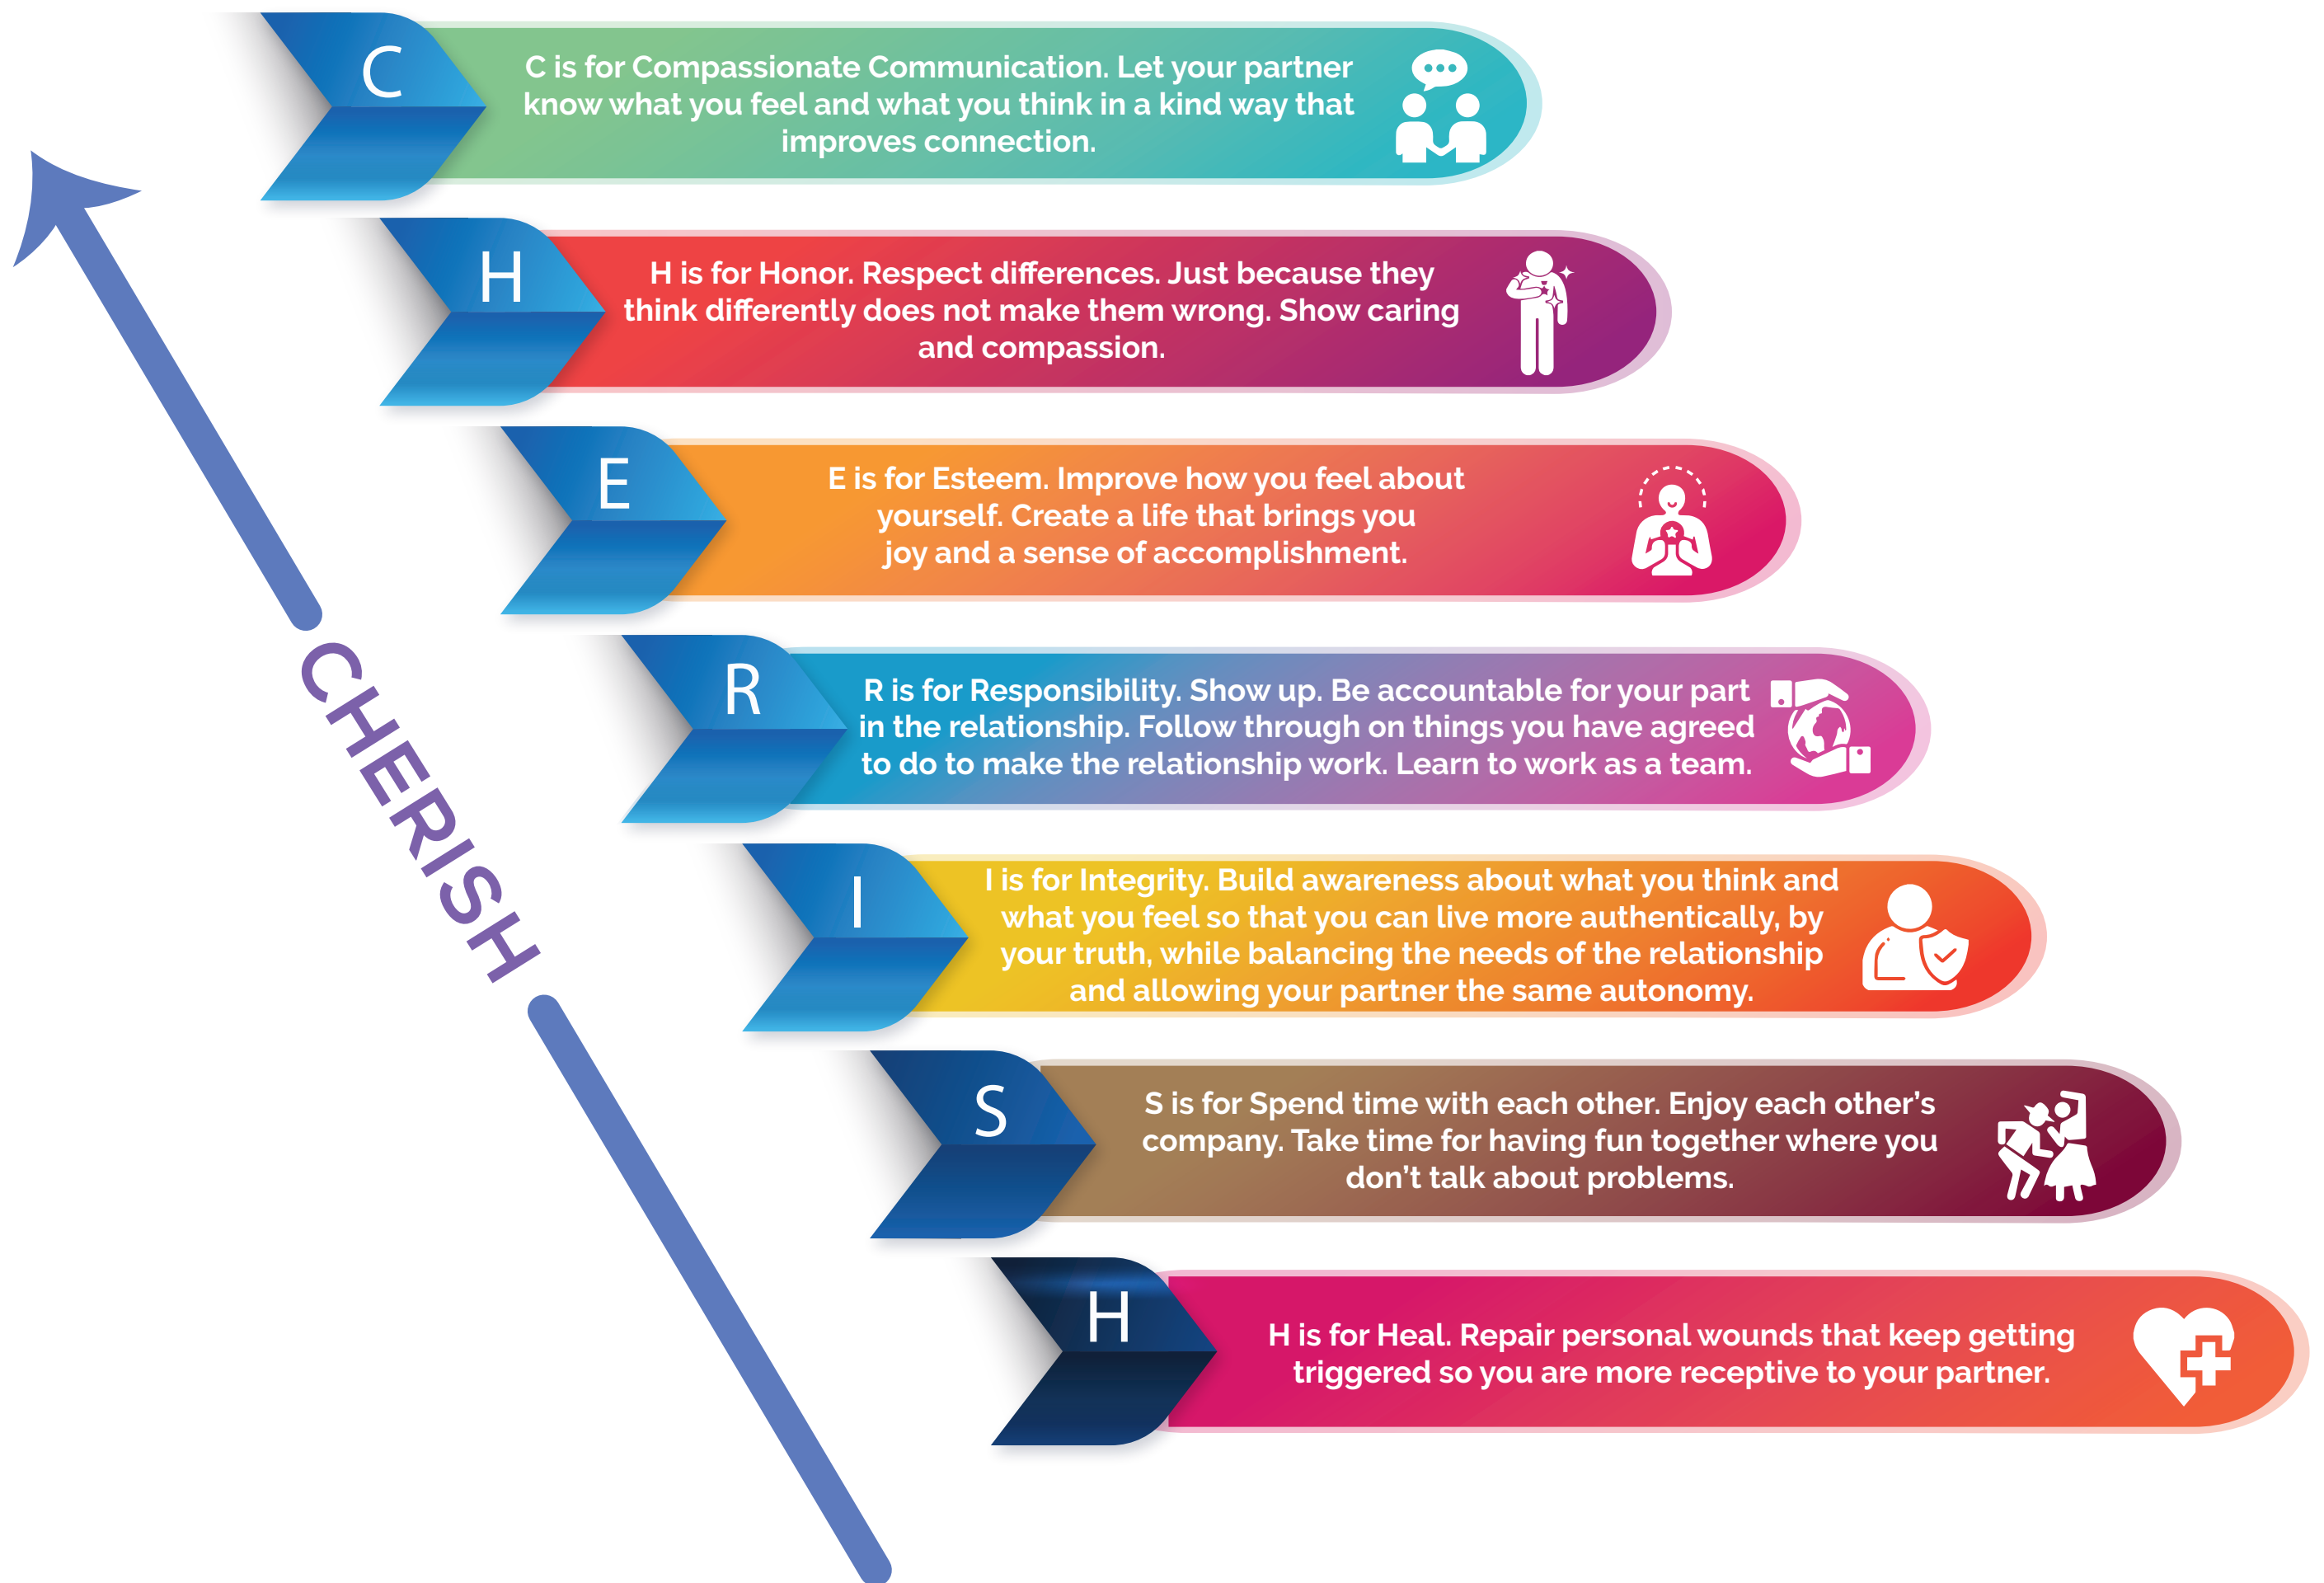 C
C is for Compassionate Communication. Let your partner
know what you feel and what you think in a kind way that
improves connection.
H
H is for Honor. Respect differences. Just because they
think differently does not make them wrong. Show caring
and compassion.
E
E is for Esteem. Improve how you feel about
yourself. Create a life that brings you
joy and a sense of accomplishment.
R
R is for Responsibility. Show up. Be accountable for your part
in the relationship. Follow through on things you have agreed
to do to make the relationship work. Learn to work as a team.
CHERISH
I
I is for Integrity. Build awareness about what you think and
what you feel so that you can live more authentically, by
your truth, while balancing the needs of the relationship
and allowing your partner the same autonomy.
S
S is for Spend time with each other. Enjoy each other's
company. Take time for having fun together where you
don't talk about problems.
H
H is for Heal. Repair personal wounds that keep getting
triggered so you are more receptive to your partner.